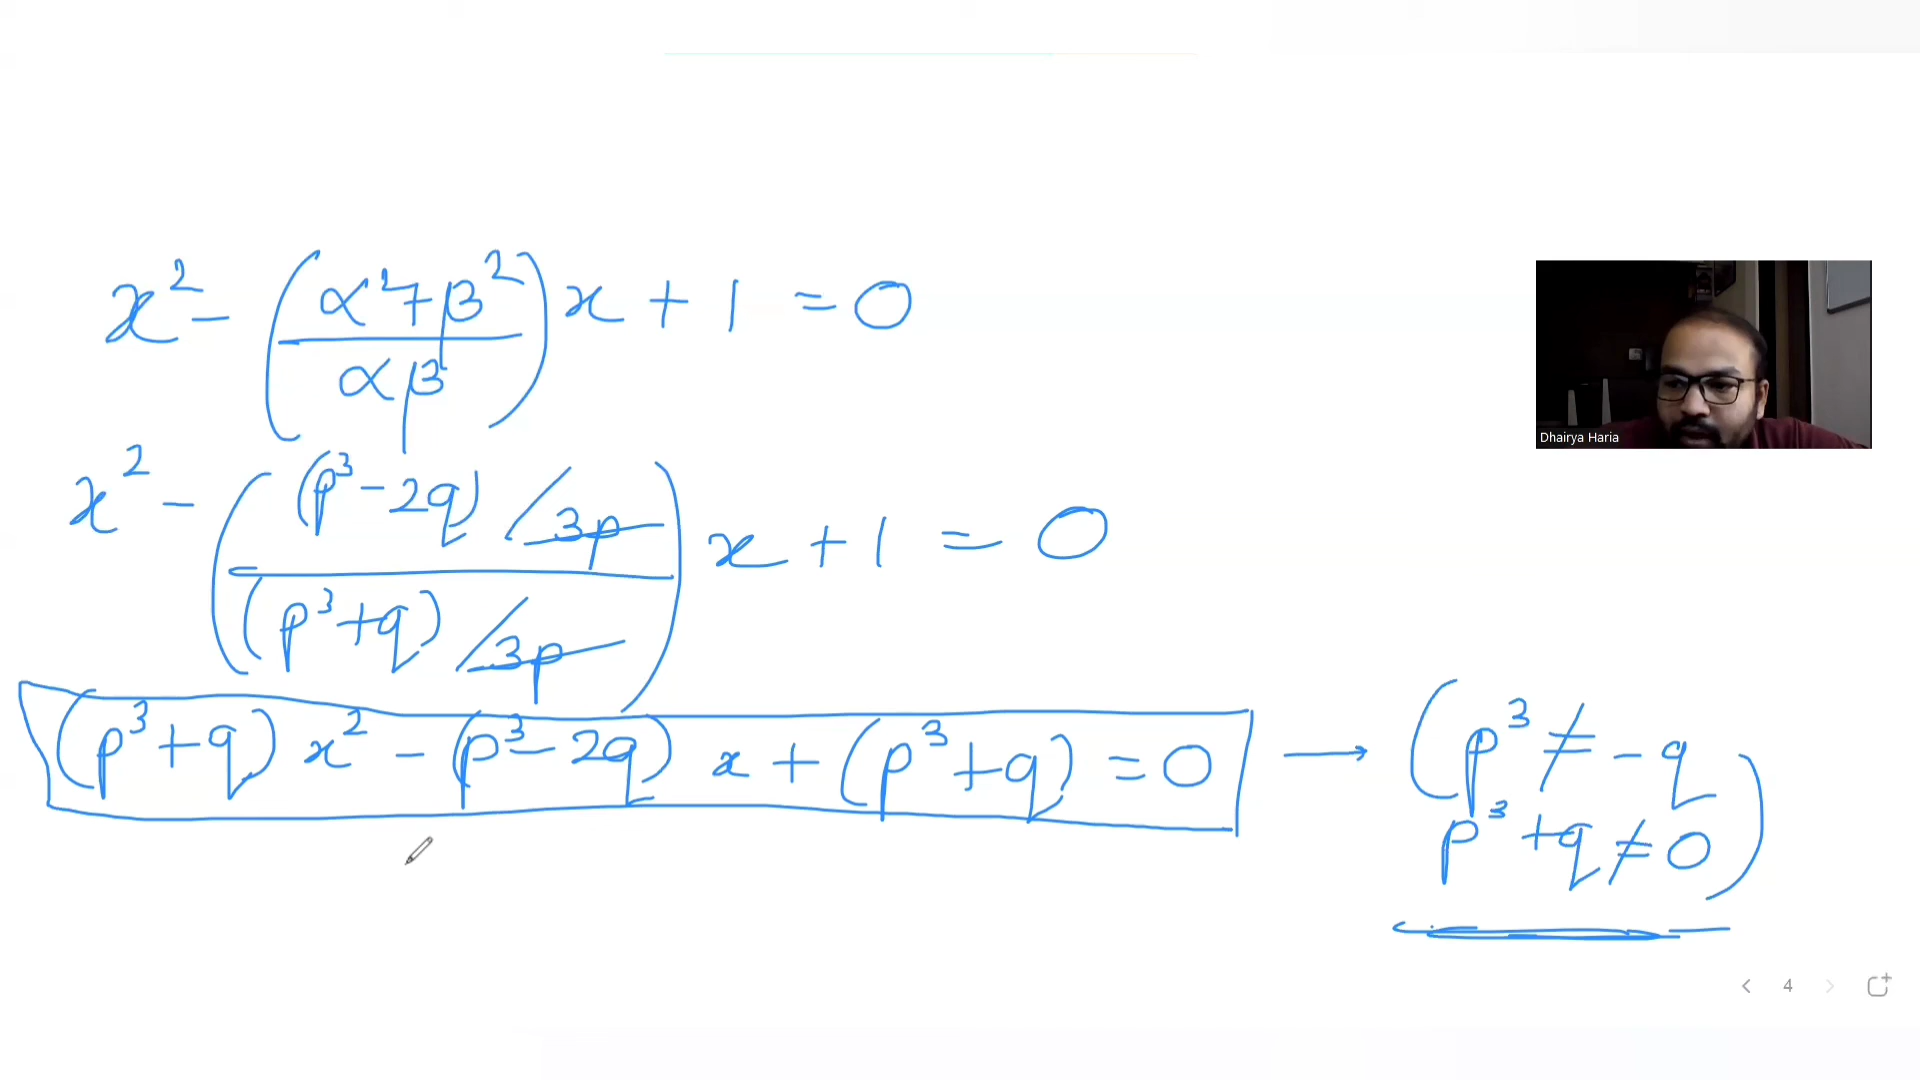 x² - ((α² + β²)/(αβ)) x + 1 = 0
Dhairya Haria
x² - (((p³ - 2q)/3p)/((p³ + q)/3p)) x + 1 = 0
(p³ + q) x² - (p³ - 2q) x + (p³ + q) = 0 → (p³ ≠ -q
p³ + q ≠ 0)
4